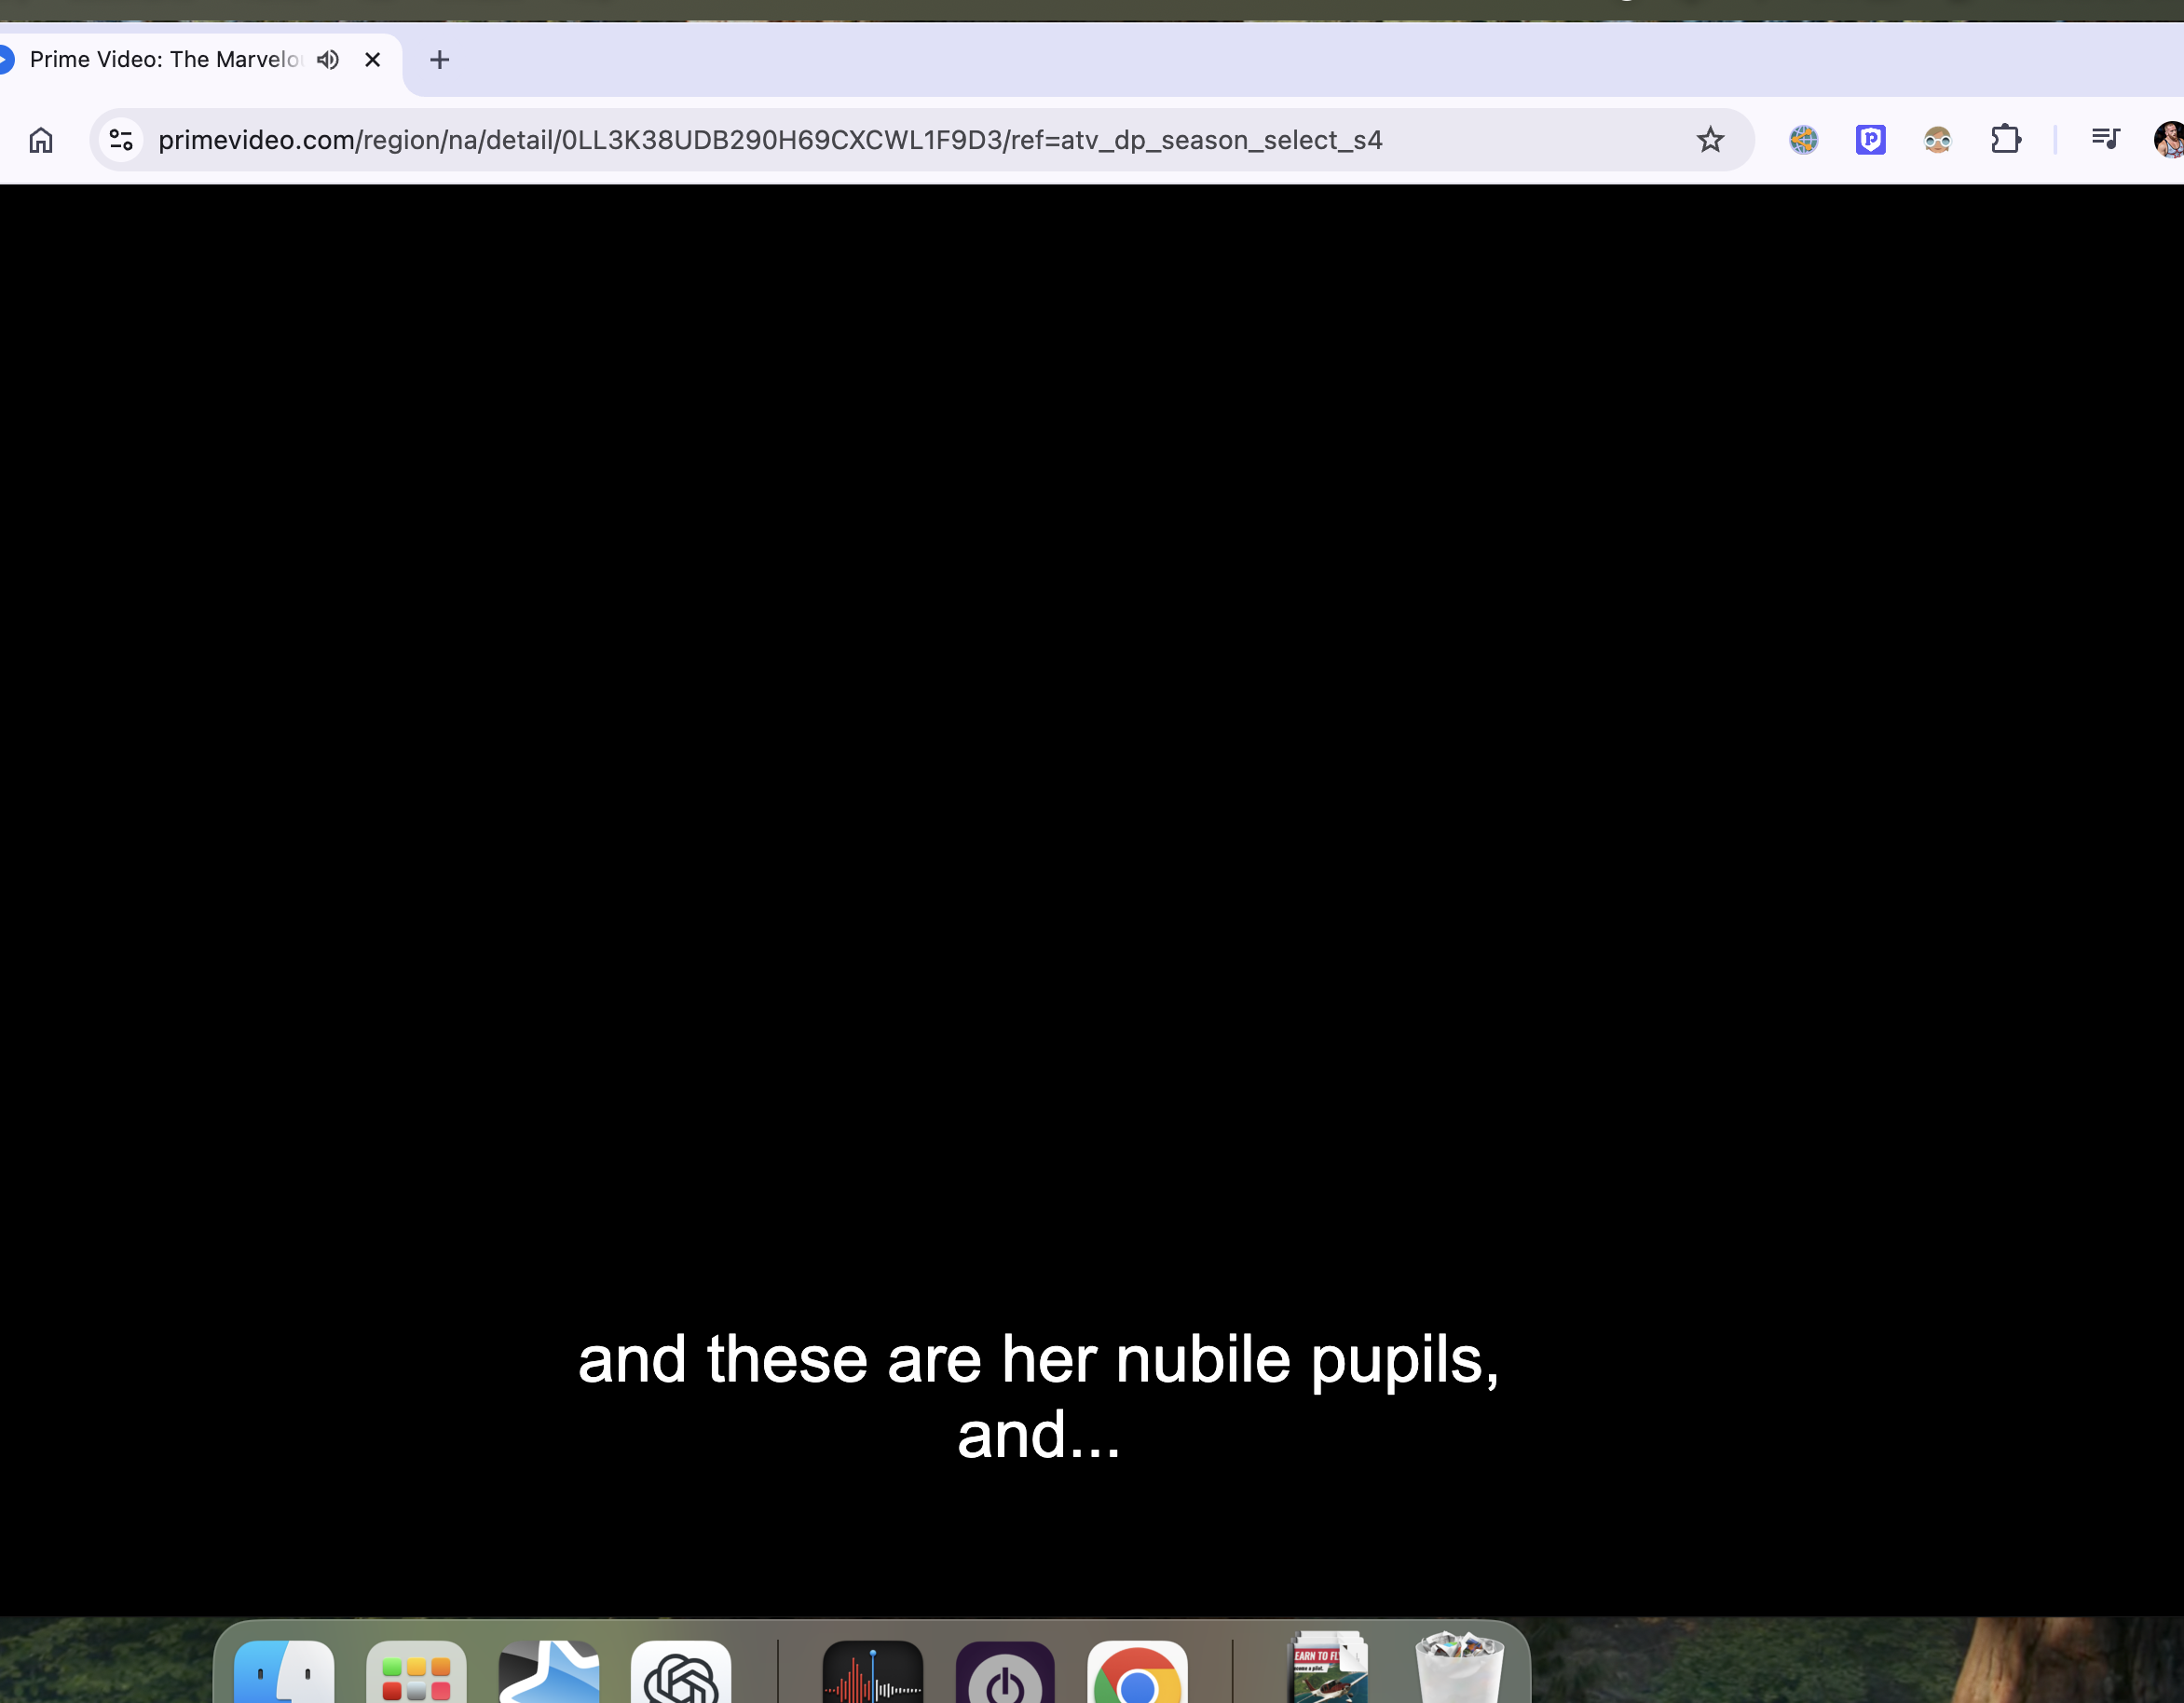 Prime Video: The Marvelo
primevideo.com/region/na/detail/0LL3K38UDB290H69CXCWL1F9D3/ref=atv_dp_season_select_s4
and these are her nubile pupils,
and...
EARN TO FL